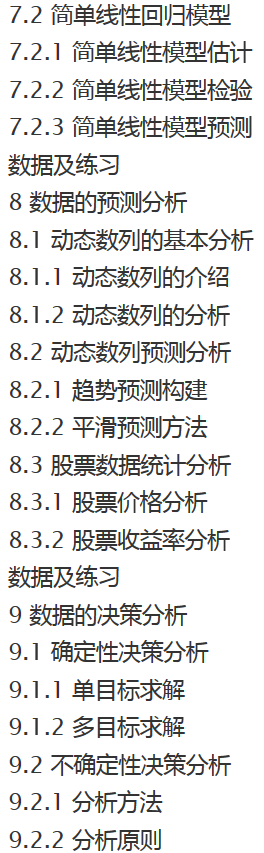 7.2 简单线性回归模型
7.2.1 简单线性模型估计
7.2.2 简单线性模型检验
7.2.3 简单线性模型预测
数据及练习
8 数据的预测分析
8.1 动态数列的基本分析
8.1.1 动态数列的介绍
8.1.2 动态数列的分析
8.2 动态数列预测分析
8.2.1 趋势预测构建
8.2.2 平滑预测方法
8.3 股票数据统计分析
8.3.1 股票价格分析
8.3.2 股票收益率分析
数据及练习
9 数据的决策分析
9.1 确定性决策分析
9.1.1 单目标求解
9.1.2 多目标求解
9.2 不确定性决策分析
9.2.1 分析方法
9.2.2 分析原则